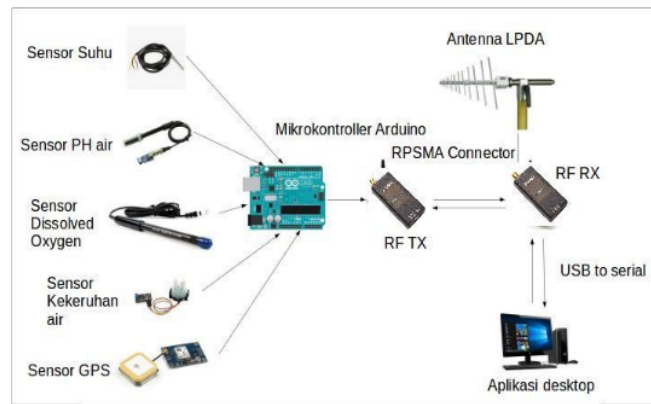 Sensor Suhu
Antenna LPDA
Sensor PH air
Mikrokontroller Arduino
RPSMA Connector
RF RX
Sensor
Dissolved
Oxygen
RF TX
Sensor
Kekeruhan
air
USB to serial
Sensor GPS
Aplikasi desktop